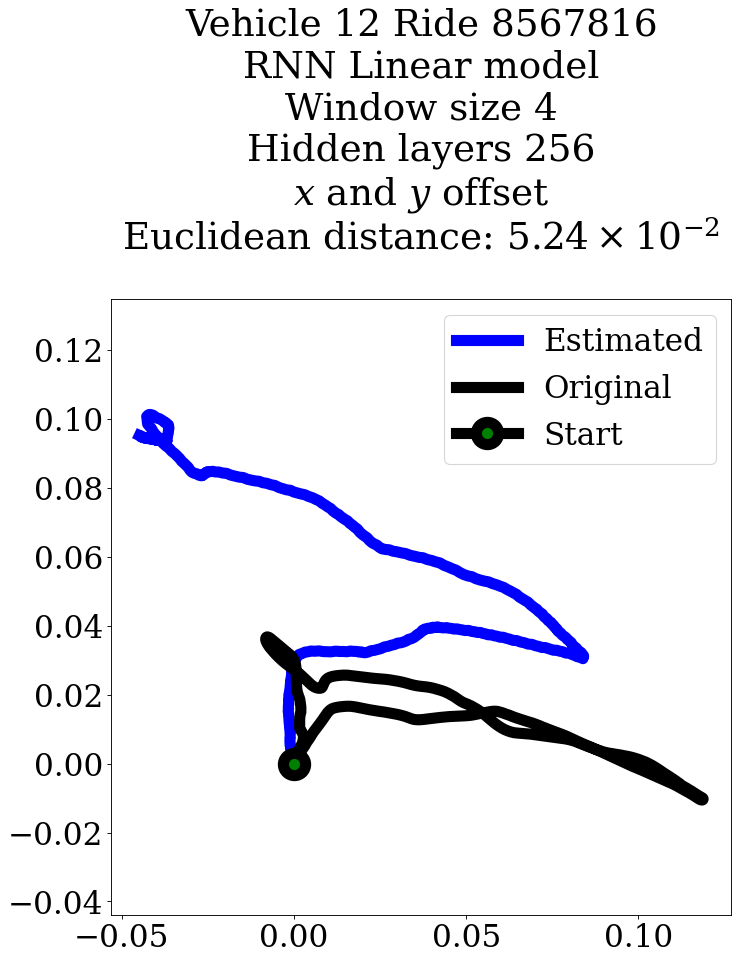 Vehicle 12 Ride 8567816
RNN Linear model
Window size 4
Hidden layers 256
x and y offset
Euclidean distance: 5.24 × 10⁻²
Estimated
Original
Start
0.12
0.10
0.08
0.06
0.04
0.02
0.00
−0.02
−0.04
−0.05 0.00 0.05 0.10